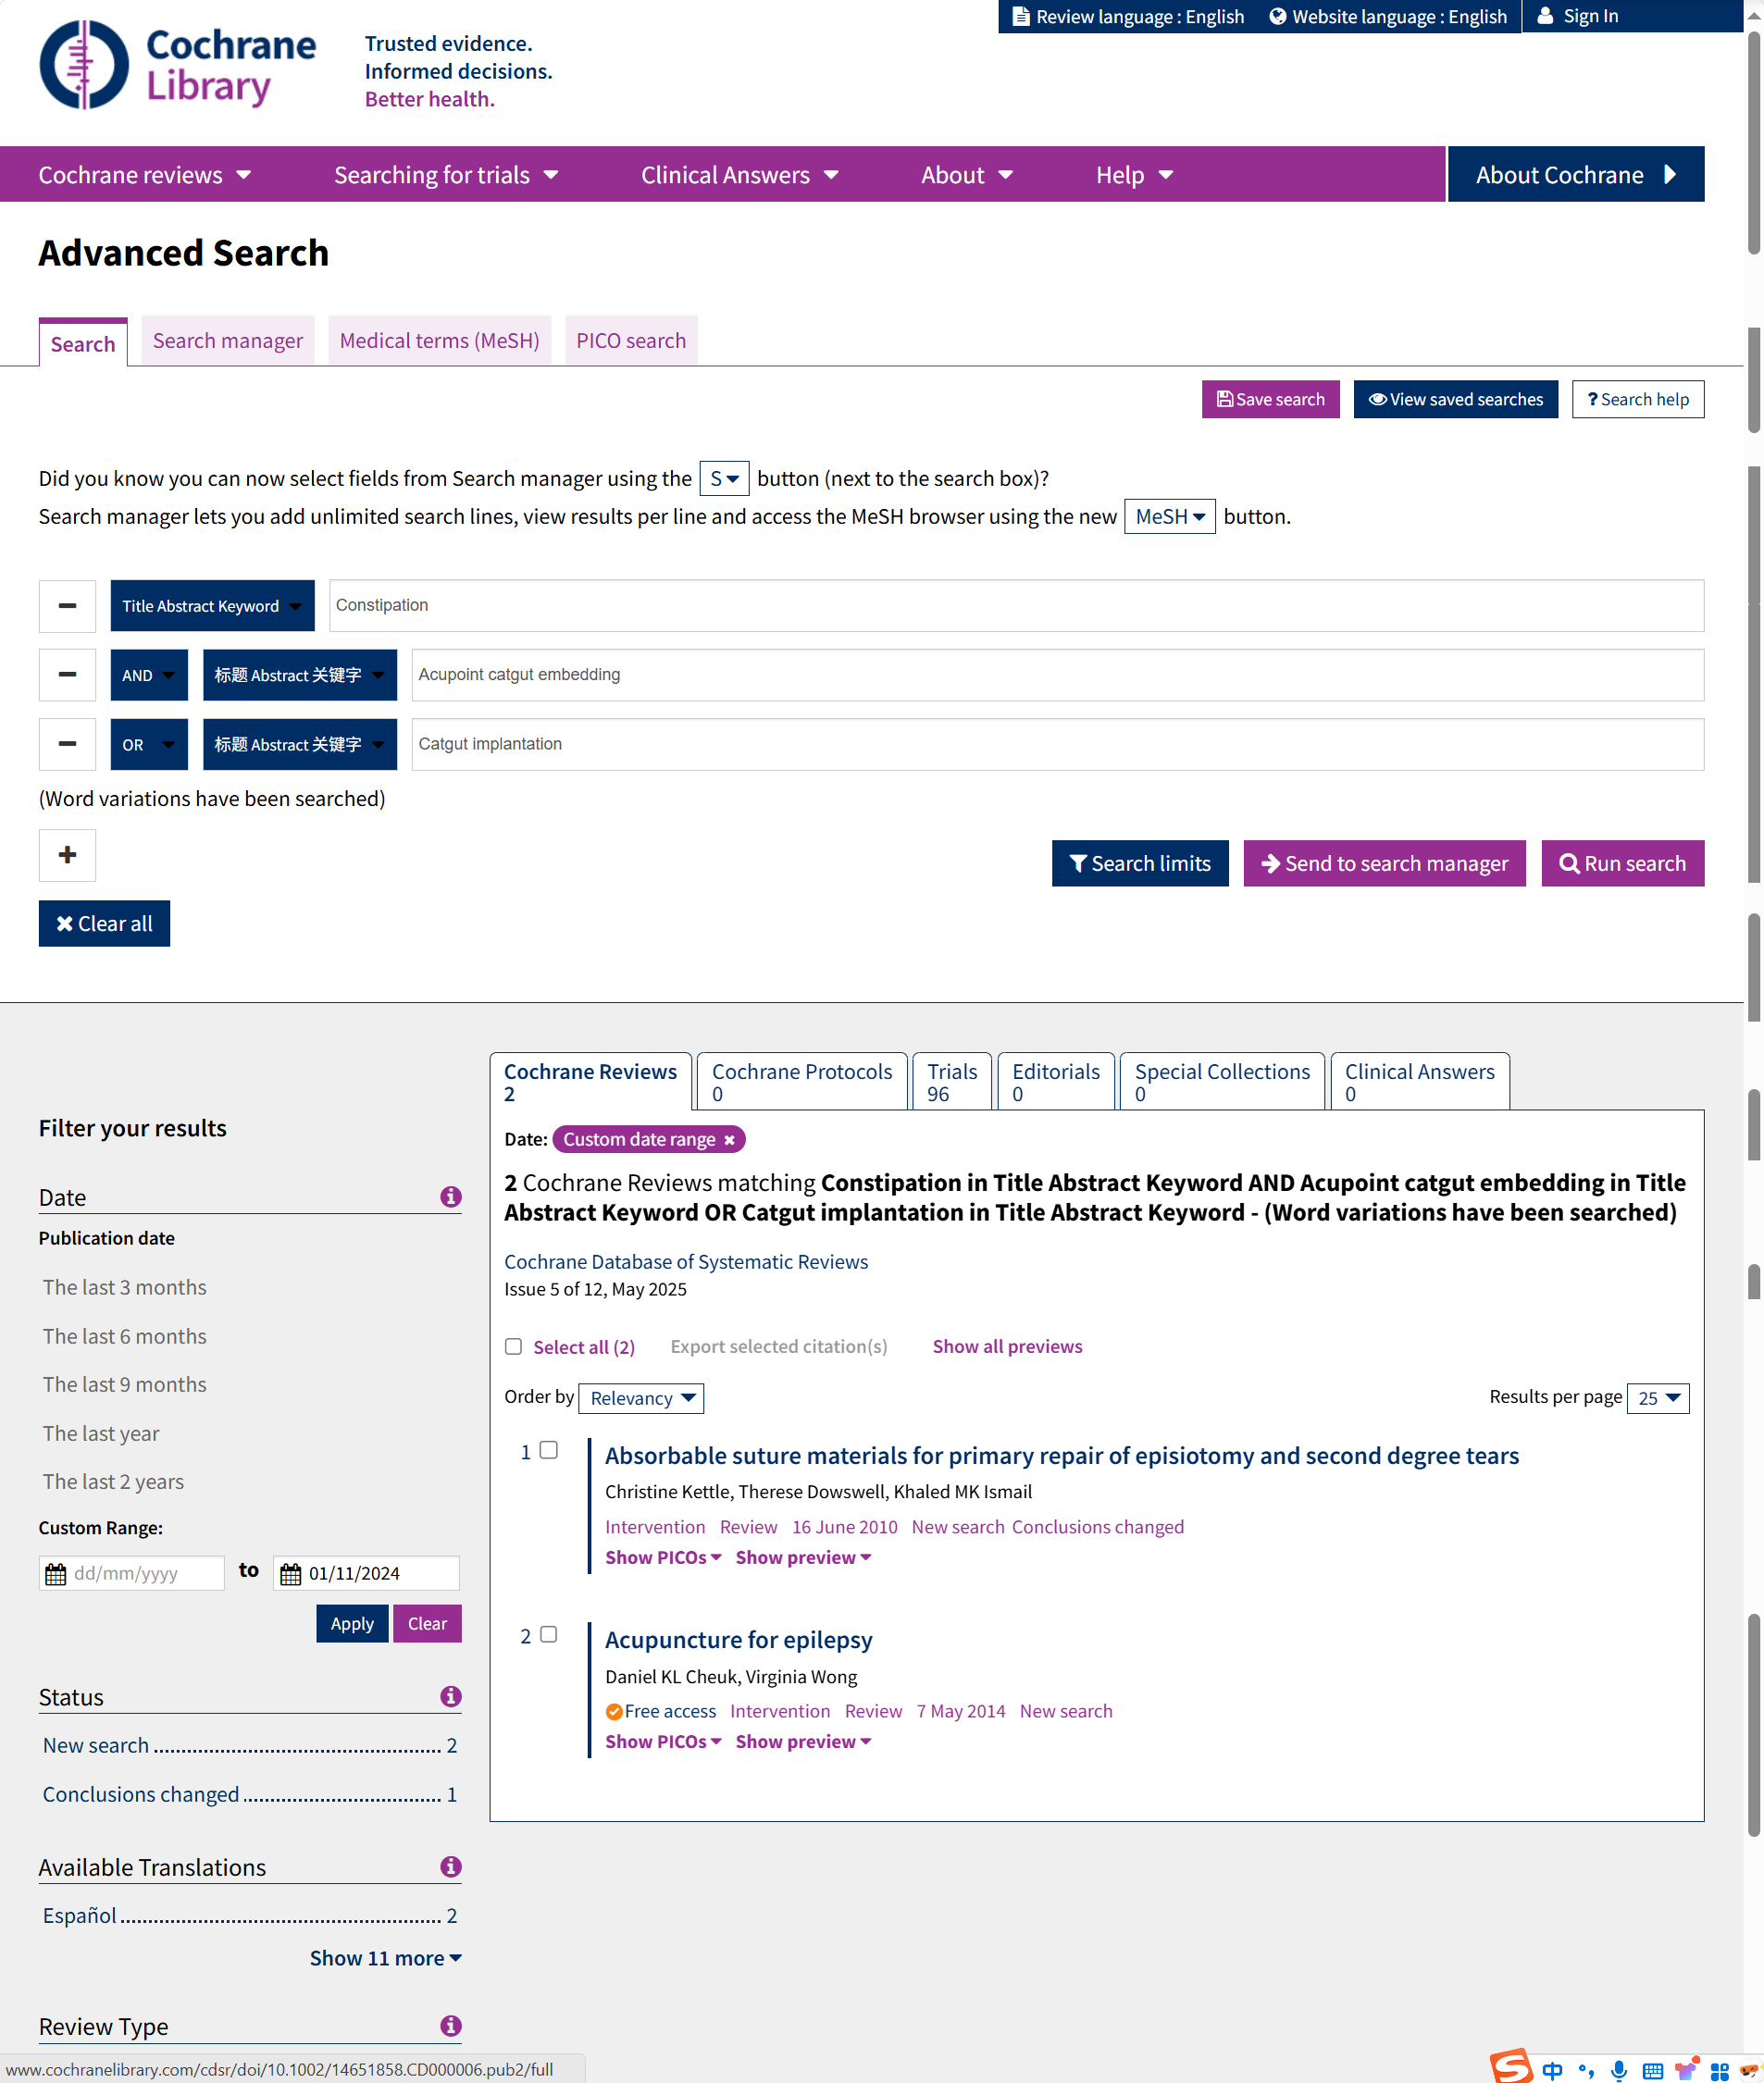 Review language : English
Website language : English
Sign In
Cochrane
Library
Trusted evidence.
Informed decisions.
Better health.
Cochrane reviews
Searching for trials
Clinical Answers
About
Help
About Cochrane
Advanced Search
Search
Search manager
Medical terms (MeSH)
PICO search
Save search
View saved searches
? Search help
Did you know you can now select fields from Search manager using the S button (next to the search box)?
Search manager lets you add unlimited search lines, view results per line and access the MeSH browser using the new MeSH button.
Title Abstract Keyword
Constipation
AND
标题 Abstract 关键字
Acupoint catgut embedding
OR
标题 Abstract 关键字
Catgut implantation
(Word variations have been searched)
Search limits
Send to search manager
Run search
Clear all
Cochrane Reviews
2
Cochrane Protocols
0
Trials
96
Editorials
0
Special Collections
0
Clinical Answers
0
Filter your results
Date
Publication date
The last 3 months
The last 6 months
The last 9 months
The last year
The last 2 years
Custom Range:
dd/mm/yyyy
to
01/11/2024
Apply
Clear
Status
New search 2
Conclusions changed 1
Available Translations
Español 2
Show 11 more
Review Type
Date: Custom date range
2 Cochrane Reviews matching Constipation in Title Abstract Keyword AND Acupoint catgut embedding in Title
Abstract Keyword OR Catgut implantation in Title Abstract Keyword - (Word variations have been searched)
Cochrane Database of Systematic Reviews
Issue 5 of 12, May 2025
Select all (2)
Export selected citation(s)
Show all previews
Order by Relevancy
Results per page 25
1
Absorbable suture materials for primary repair of episiotomy and second degree tears
Christine Kettle, Therese Dowswell, Khaled MK Ismail
Intervention Review 16 June 2010 New search Conclusions changed
Show PICOs Show preview
2
Acupuncture for epilepsy
Daniel KL Cheuk, Virginia Wong
Free access Intervention Review 7 May 2014 New search
Show PICOs Show preview
www.cochranelibrary.com/cdsr/doi/10.1002/14651858.CD000006.pub2/full
中